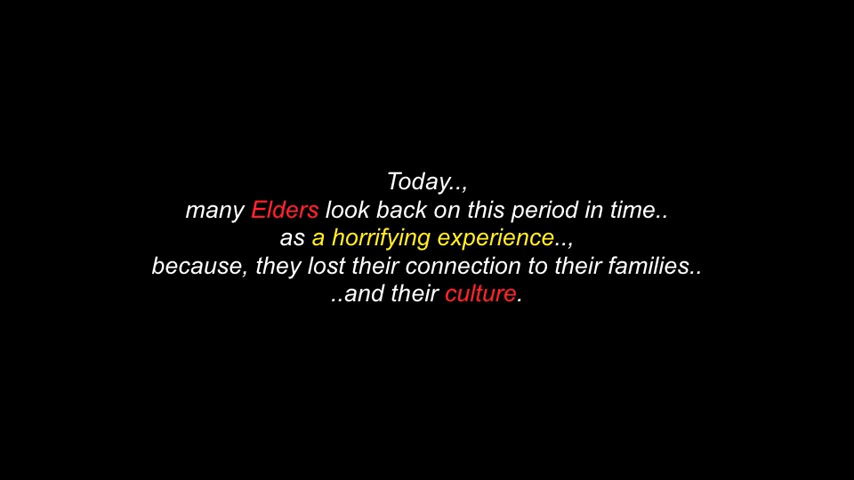 Today..,
many Elders look back on this period in time..
as a horrifying experience..,
because, they lost their connection to their families..
..and their culture.